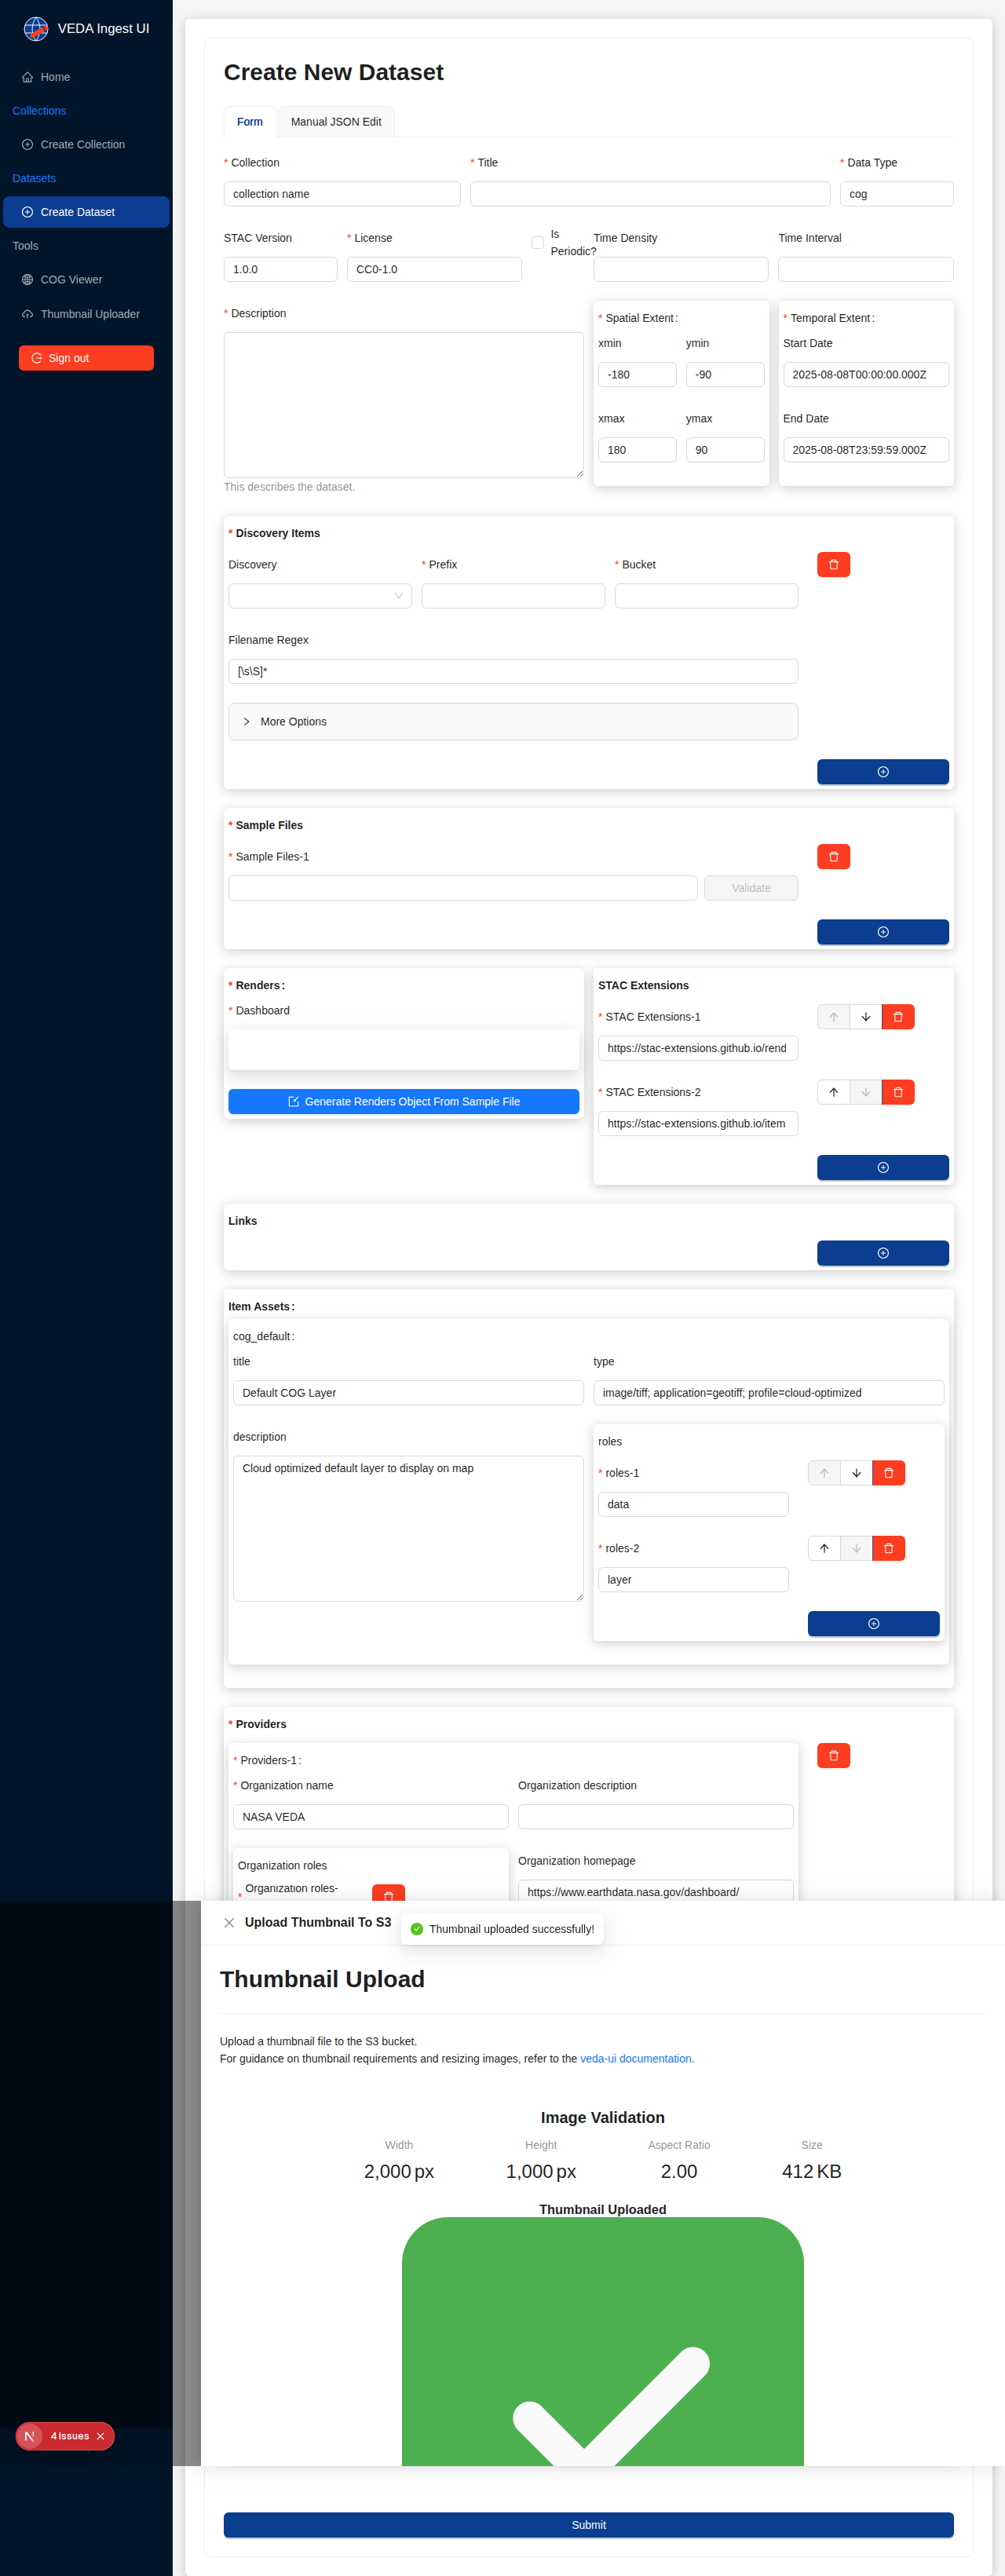 VEDA Ingest UI
Home
Collections
Create Collection
Datasets
Create Dataset
Tools
COG Viewer
Thumbnail Uploader
Sign out
Create New Dataset
Form
Manual JSON Edit
* Collection
* Title
* Data Type
collection name
cog
STAC Version
* License
Is
Periodic?
Time Density
Time Interval
1.0.0
CC0-1.0
* Description
This describes the dataset.
* Spatial Extent:
xmin
ymin
-180
-90
xmax
ymax
180
90
* Temporal Extent:
Start Date
2025-08-08T00:00:00.000Z
End Date
2025-08-08T23:59:59.000Z
* Discovery Items
Discovery
* Prefix
* Bucket
Filename Regex
[\s\S]*
More Options
* Sample Files
* Sample Files-1
Validate
* Renders:
* Dashboard
Generate Renders Object From Sample File
STAC Extensions
* STAC Extensions-1
https://stac-extensions.github.io/rend
* STAC Extensions-2
https://stac-extensions.github.io/item
Links
Item Assets:
cog_default:
title
type
Default COG Layer
image/tiff; application=geotiff; profile=cloud-optimized
description
Cloud optimized default layer to display on map
roles
* roles-1
data
* roles-2
layer
* Providers
* Providers-1:
* Organization name
Organization description
NASA VEDA
Organization roles
* Organization roles-
Organization homepage
https://www.earthdata.nasa.gov/dashboard/
Upload Thumbnail To S3
Thumbnail uploaded successfully!
Thumbnail Upload
Upload a thumbnail file to the S3 bucket.
For guidance on thumbnail requirements and resizing images, refer to the veda-ui documentation.
Image Validation
Width
Height
Aspect Ratio
Size
2,000 px
1,000 px
2.00
412 KB
Thumbnail Uploaded
4 Issues
Submit